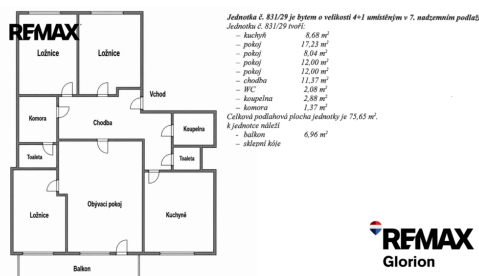 RE/MAX
Ložnice
Ložnice
Vchod
Komora
Chodba
Koupelna
Toaleta
Toaleta
Ložnice
Obývací pokoj
Kuchyně
Balkon
Jednotka č. 831/29 je bytem o velikosti 4+1 umístěným v 7. nadzemním podlaží
Jednotku č. 831/29 tvoří:
– kuchyň 8,68 m²
– pokoj 17,23 m²
– pokoj 8,04 m²
– pokoj 12,00 m²
– pokoj 12,00 m²
– chodba 11,37 m²
– WC 2,08 m²
– koupelna 2,88 m²
– komora 1,37 m²
Celková podlahová plocha jednotky je 75,65 m².
k jednotce náleží
- balkon 6,96 m²
– sklepní kóje
RE/MAX
Glorion